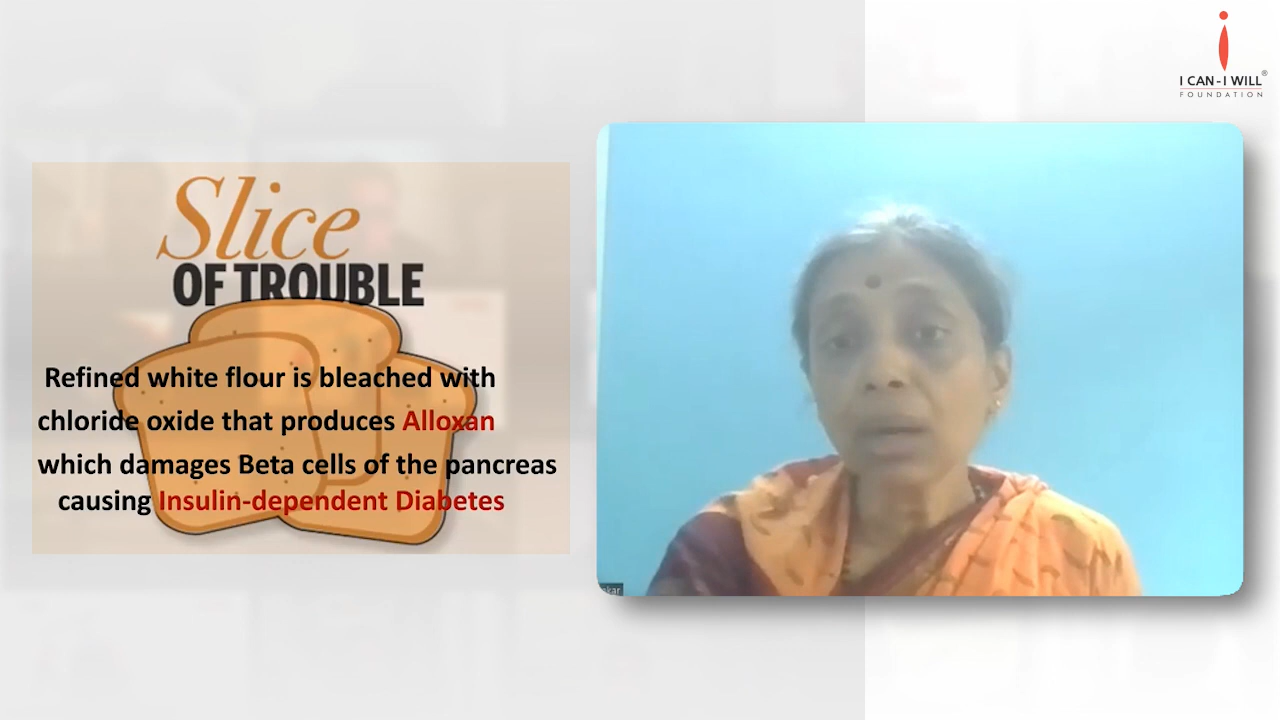 I CAN-I WILL®
FOUNDATION
Slice
OF TROUBLE
Refined white flour is bleached with
chloride oxide that produces Alloxan
which damages Beta cells of the pancreas
causing Insulin-dependent Diabetes